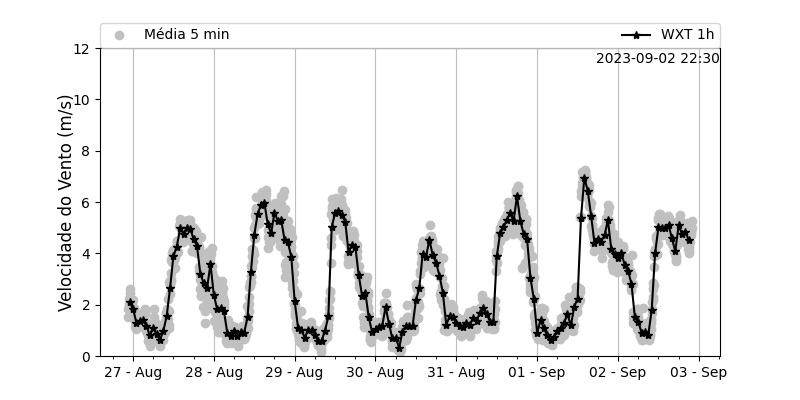 Média 5 min
WXT 1h
2023-09-02 22:30
Velocidade do Vento (m/s)
12
10
8
6
4
2
0
27 - Aug 28 - Aug 29 - Aug 30 - Aug 31 - Aug 01 - Sep 02 - Sep 03 - Sep